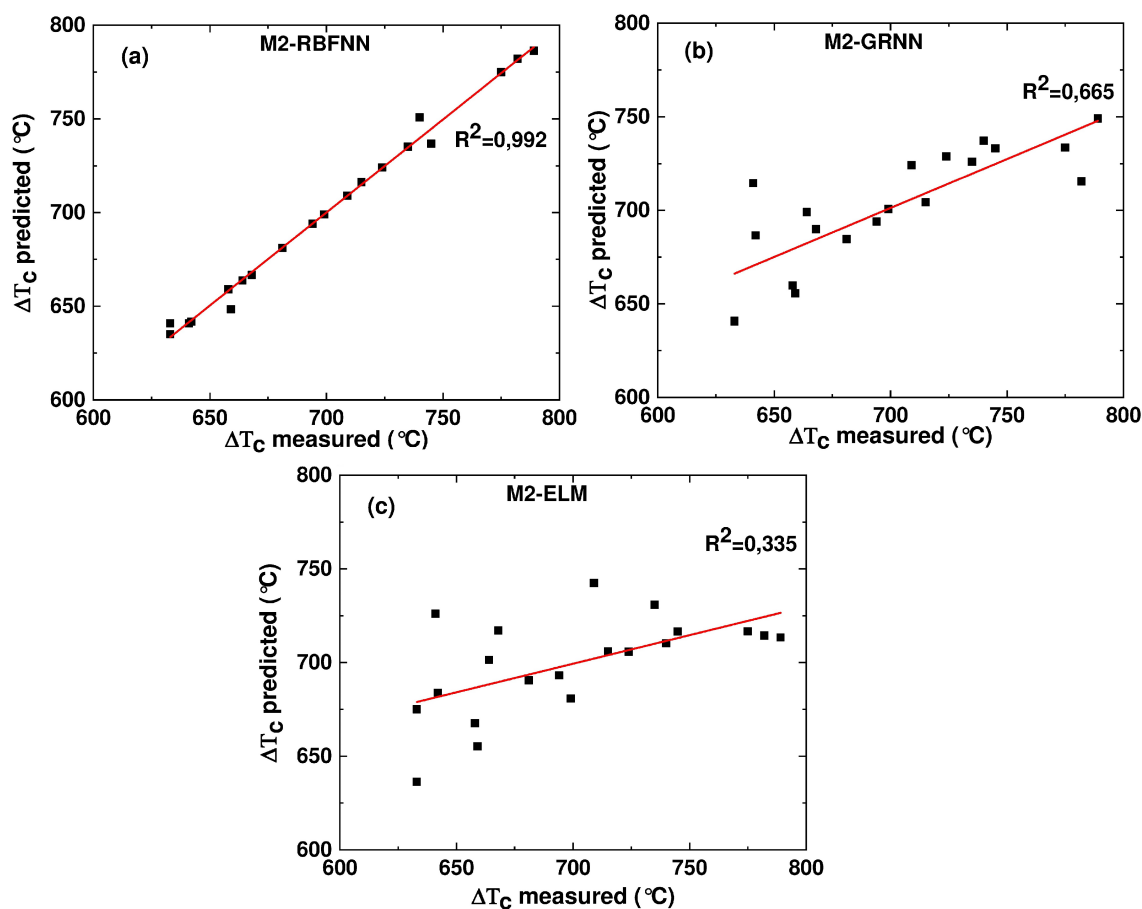 (a)
M2-RBFNN
R2=0,992
ΔTC predicted (°C)
800
750
700
650
600
600 650 700 750 800
ΔTC measured (°C)
(b)
M2-GRNN
R2=0,665
ΔTC predicted (°C)
800
750
700
650
600
600 650 700 750 800
ΔTC measured (°C)
(c)
M2-ELM
R2=0,335
ΔTC predicted (°C)
800
750
700
650
600
600 650 700 750 800
ΔTC measured (°C)